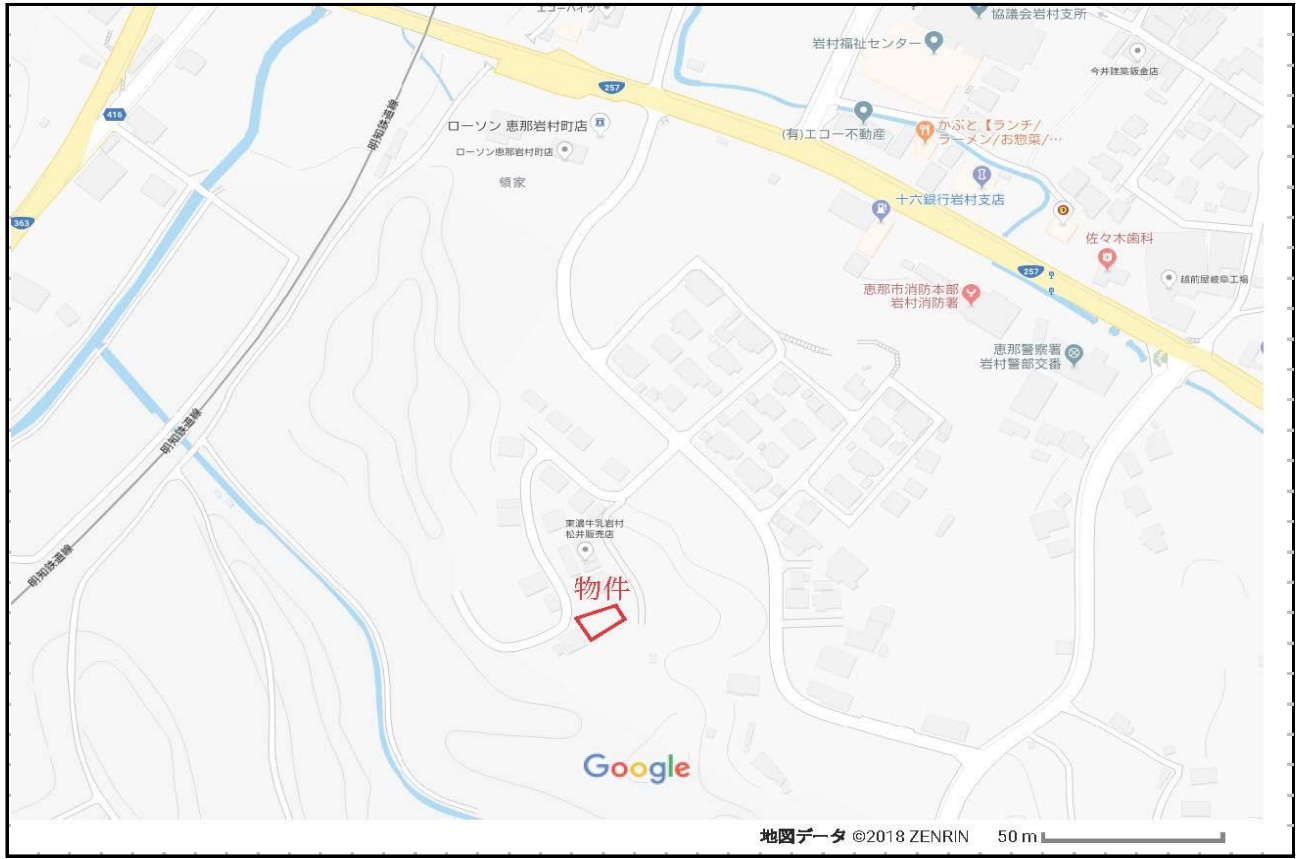 エコーハイツ
協議会岩村支所
岩村福祉センター
今井建築鈑金店
257
416
明知鉄道線
ローソン 恵那岩村町店
ローソン恵那岩村町店
領家
(有)エコー不動産
かぶと【ランチ/
ラーメン/お惣菜/…
十六銀行岩村支店
363
佐々木歯科
257
越前屋岐阜工場
恵那市消防本部
岩村消防署
恵那警察署
岩村警部交番
明知鉄道線
東濃牛乳岩村
松井販売店
明知鉄道線
物件
Google
地図データ ©2018 ZENRIN 50 m